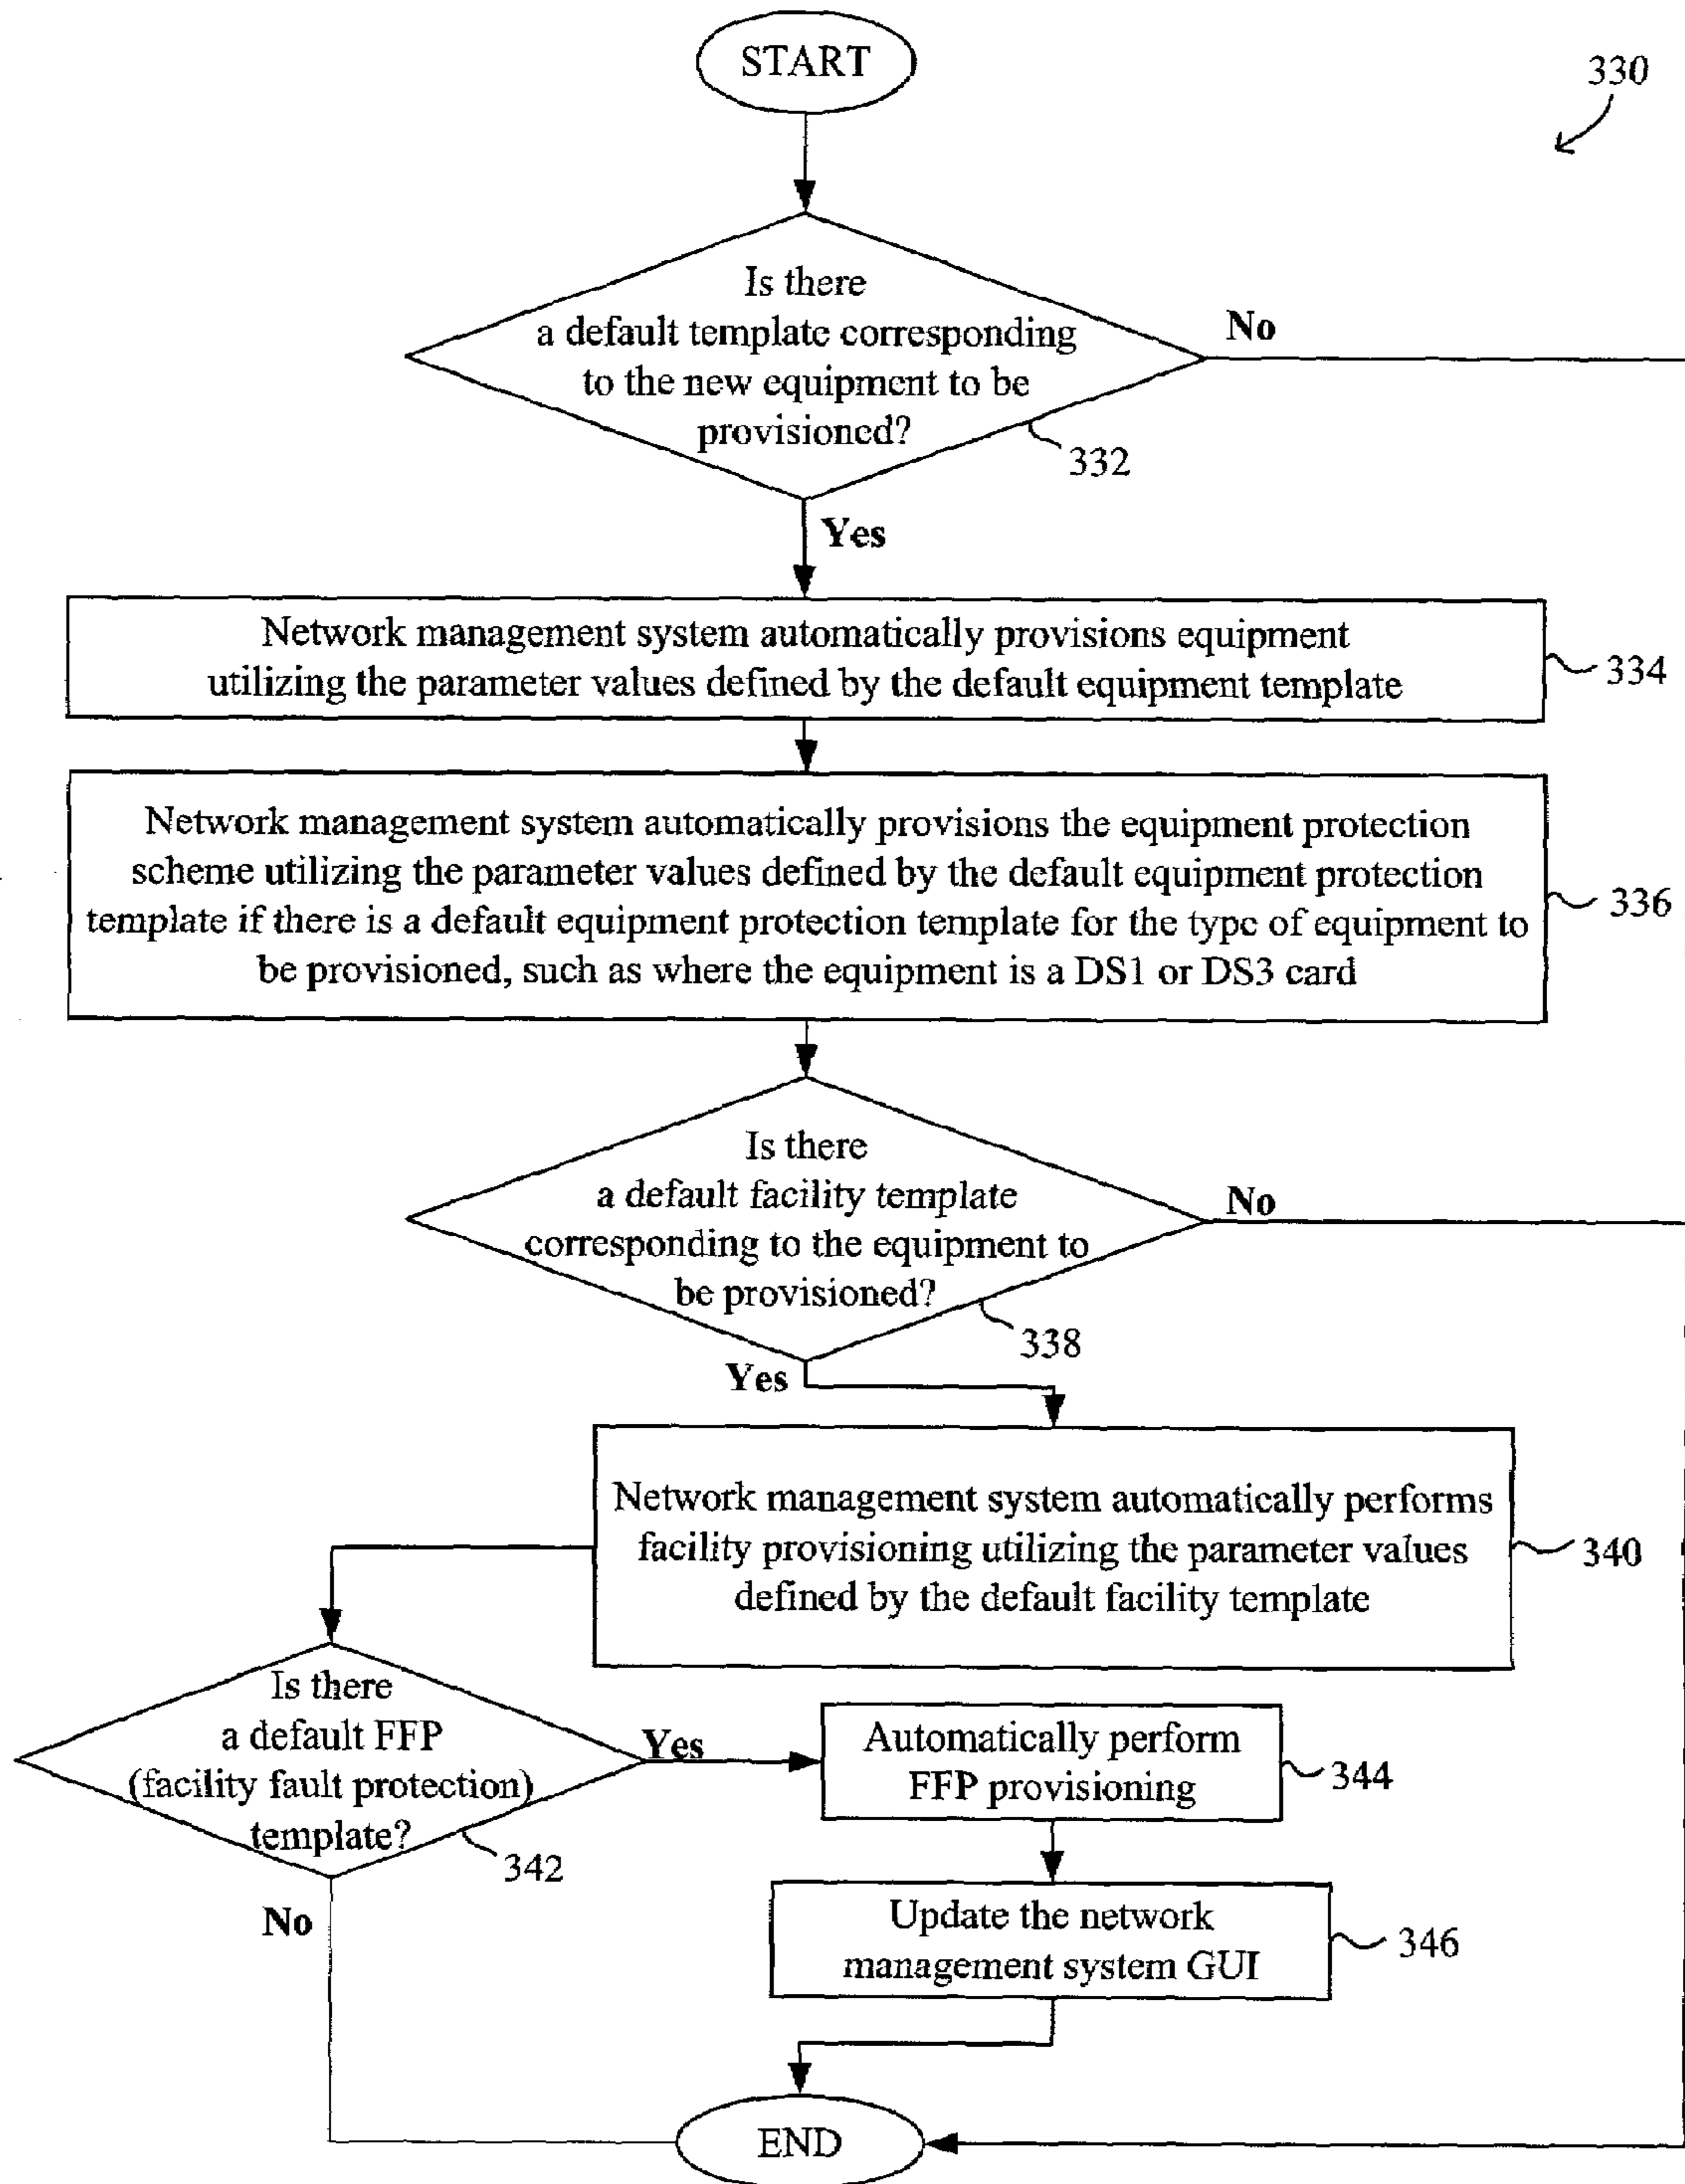 START
330
Is there
a default template corresponding
to the new equipment to be
provisioned?
No
332
Yes
Network management system automatically provisions equipment
utilizing the parameter values defined by the default equipment template
334
Network management system automatically provisions the equipment protection
scheme utilizing the parameter values defined by the default equipment protection
template if there is a default equipment protection template for the type of equipment to
be provisioned, such as where the equipment is a DS1 or DS3 card
336
Is there
a default facility template
corresponding to the equipment to
be provisioned?
No
338
Yes
Network management system automatically performs
facility provisioning utilizing the parameter values
defined by the default facility template
340
Is there
a default FFP
(facility fault protection)
template?
Yes
342
No
Automatically perform
FFP provisioning
344
Update the network
management system GUI
346
END